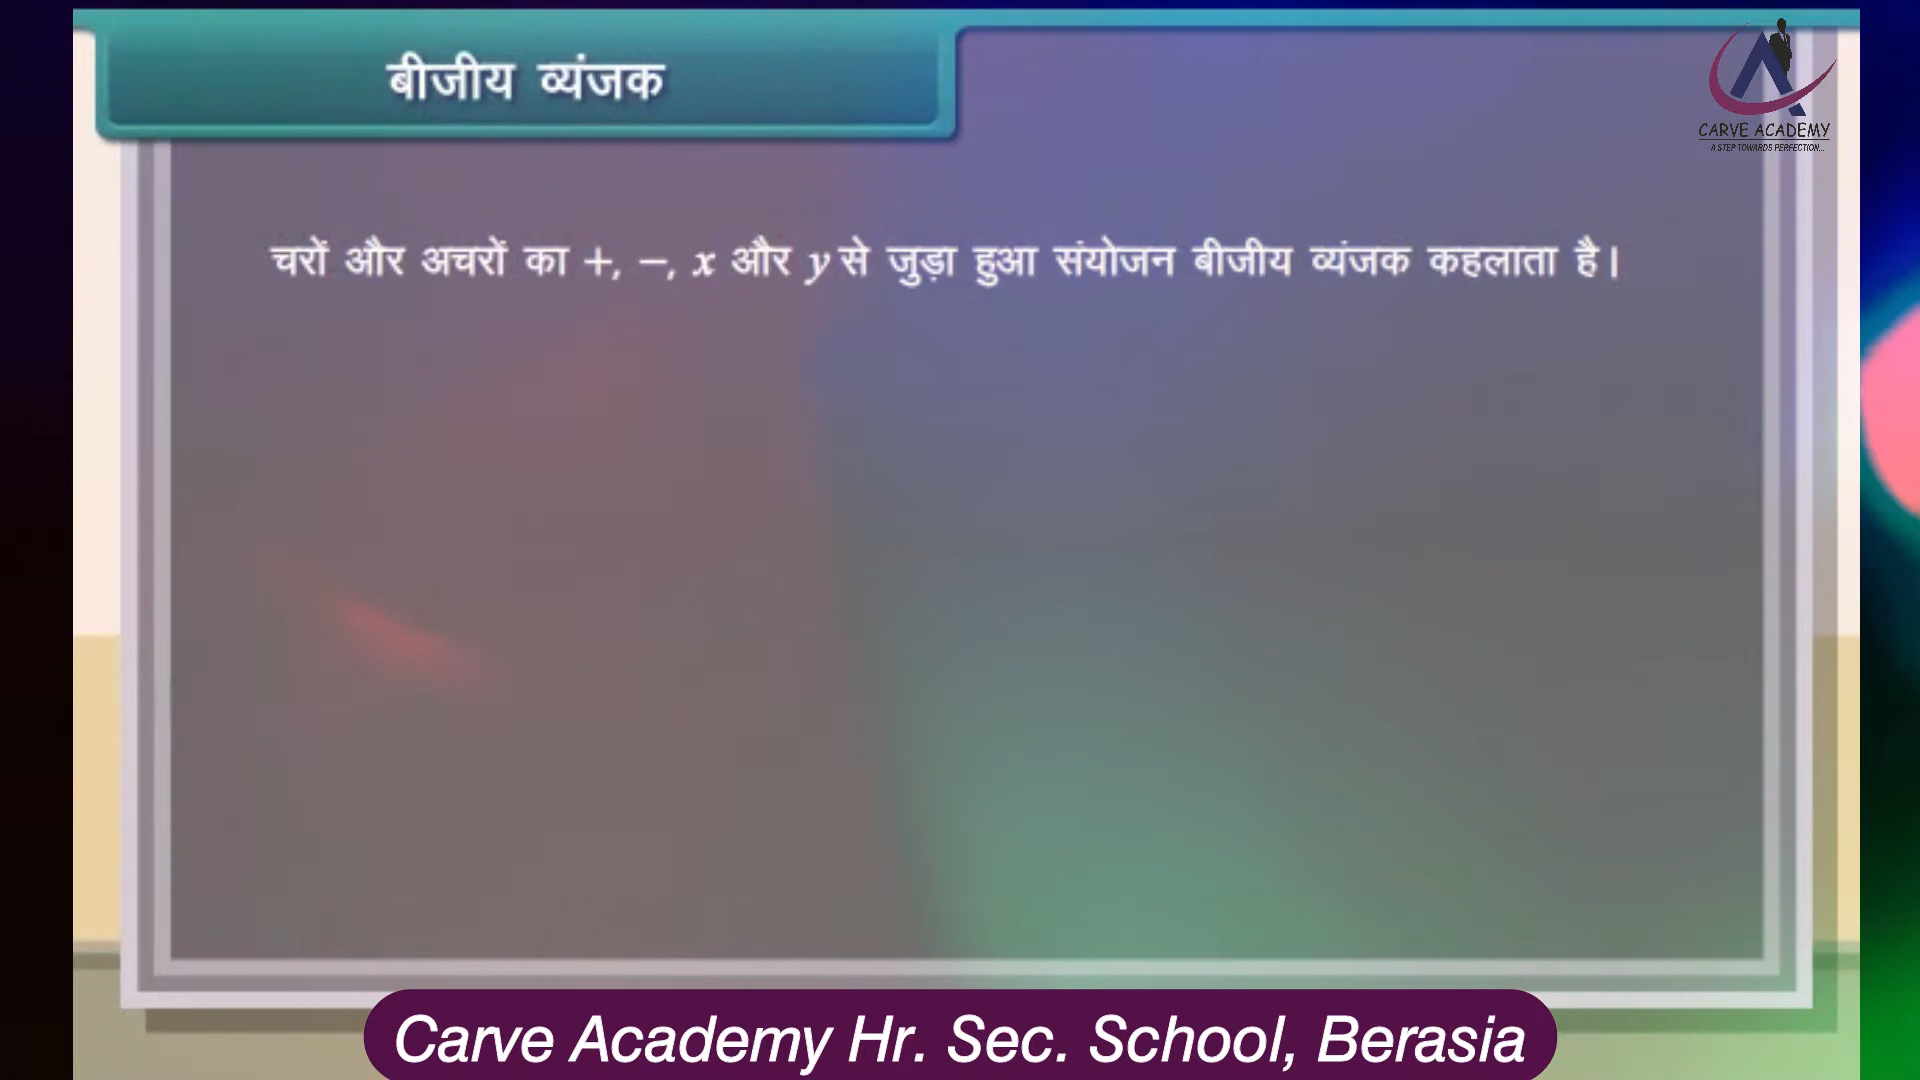 बीजीय व्यंजक
CARVE ACADEMY
A STEP TOWARDS PERFECTION...
चरों और अचरों का +, −, x और y से जुड़ा हुआ संयोजन बीजीय व्यंजक कहलाता है।
Carve Academy Hr. Sec. School, Berasia